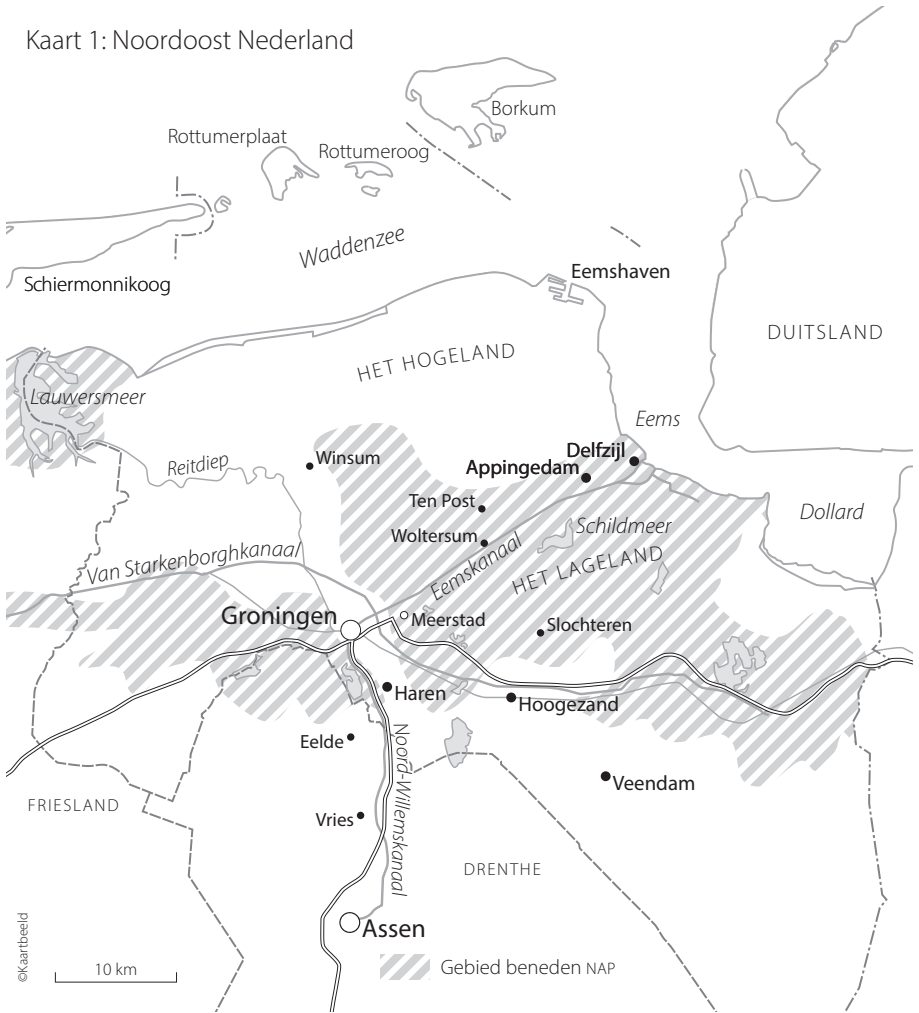 Kaart 1: Noordoost Nederland
Borkum
Rottumerplaat
Rottumeroog
Waddenzee
Schiermonnikoog
Eemshaven
DUITSLAND
HET HOGELAND
Lauwersmeer
Eems
Delfzijl
Winsum
Reitdiep
Appingedam
Ten Post
Dollard
Schildmeer
Woltersum
Eemskanaal
HET LAGELAND
Van Starkenborghkanaal
Groningen
Meerstad
Slochteren
Haren
Hoogezand
Eelde
Noord-Willemskanaal
Veendam
FRIESLAND
Vries
DRENTHE
Assen
©Kaartbeeld
10 km
Gebied beneden NAP